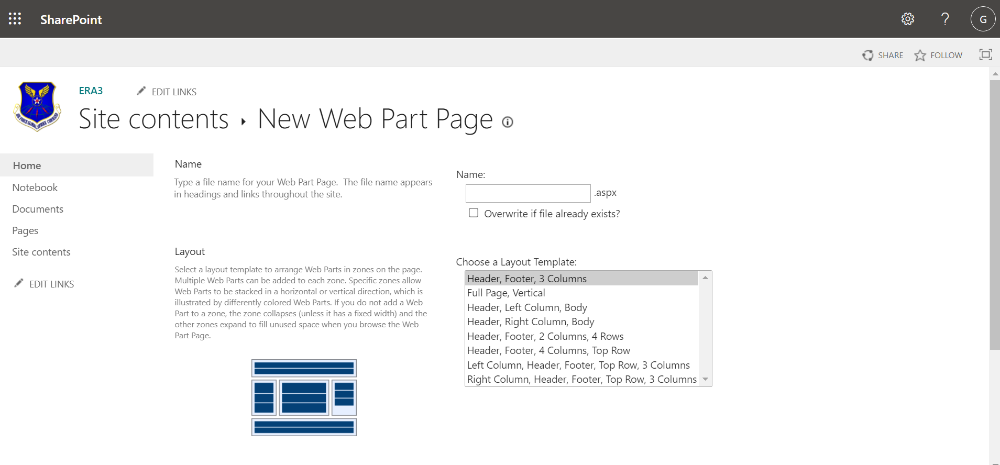 SharePoint
G
SHARE
FOLLOW
AIR FORCE GLOBAL STRIKE COMMAND
ERA3
EDIT LINKS
Site contents
New Web Part Page
Home
Notebook
Documents
Pages
Site contents
EDIT LINKS
Name
Type a file name for your Web Part Page. The file name appears
in headings and links throughout the site.
Name:
.aspx
Overwrite if file already exists?
Layout
Select a layout template to arrange Web Parts in zones on the page.
Multiple Web Parts can be added to each zone. Specific zones allow
Web Parts to be stacked in a horizontal or vertical direction, which is
illustrated by differently colored Web Parts. If you do not add a Web
Part to a zone, the zone collapses (unless it has a fixed width) and the
other zones expand to fill unused space when you browse the Web
Part Page.
Choose a Layout Template:
Header, Footer, 3 Columns
Full Page, Vertical
Header, Left Column, Body
Header, Right Column, Body
Header, Footer, 2 Columns, 4 Rows
Header, Footer, 4 Columns, Top Row
Left Column, Header, Footer, Top Row, 3 Columns
Right Column, Header, Footer, Top Row, 3 Columns